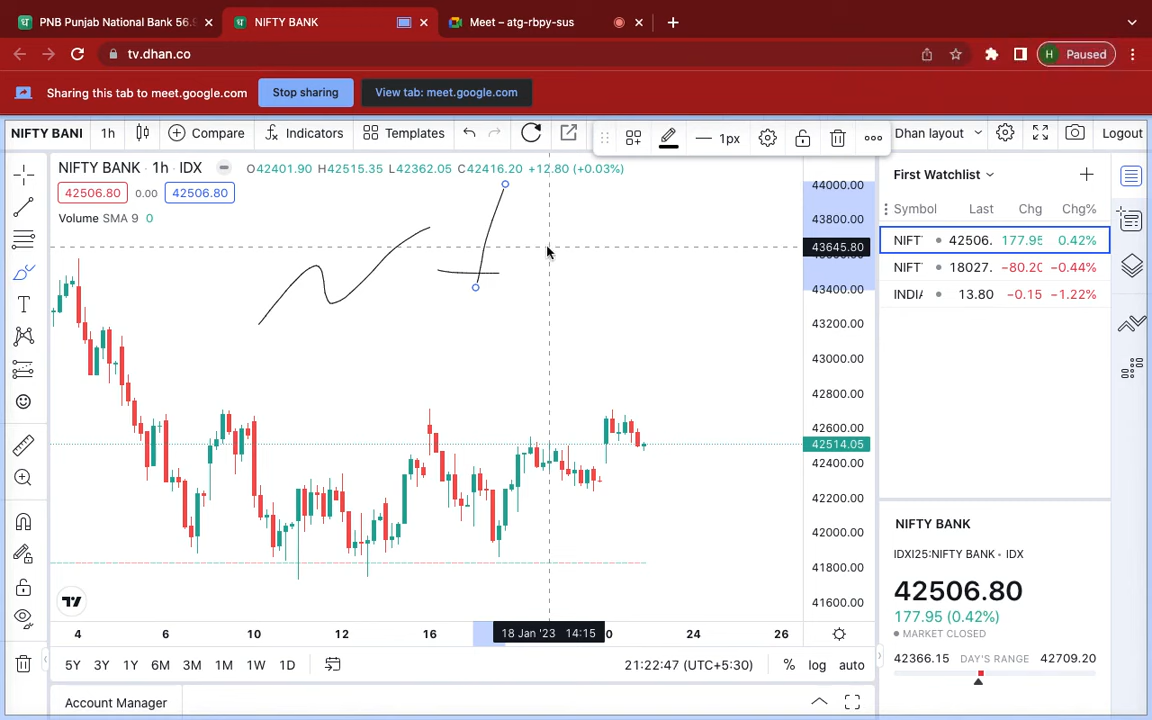 PNB Punjab National Bank 56.9
NIFTY BANK
Meet – atg-rbpy-sus
tv.dhan.co
H Paused
Sharing this tab to meet.google.com
Stop sharing
View tab: meet.google.com
NIFTY BANI
1h
Compare
Indicators
Templates
1px
Dhan layout
Logout
NIFTY BANK · 1h · IDX
O42401.90 H42515.35 L42362.05 C42416.20 +12.80 (+0.03%)
42506.80
0.00
42506.80
Volume SMA 9 0
44000.00
43800.00
43645.80
43400.00
43200.00
43000.00
42800.00
42600.00
42514.05
42400.00
42200.00
42000.00
41800.00
41600.00
First Watchlist
Symbol Last Chg Chg%
NIFT 42506. 177.95 0.42%
NIFT 18027. −80.20 −0.44%
INDIA 13.80 −0.15 −1.22%
NIFTY BANK
IDXI25:NIFTY BANK • IDX
42506.80
177.95 (0.42%)
MARKET CLOSED
42366.15 DAY'S RANGE 42709.20
4 6 10 12 16 18 Jan '23 14:15 0 24 26
5Y 3Y 1Y 6M 3M 1M 1W 1D
21:22:47 (UTC+5:30)
% log auto
Account Manager